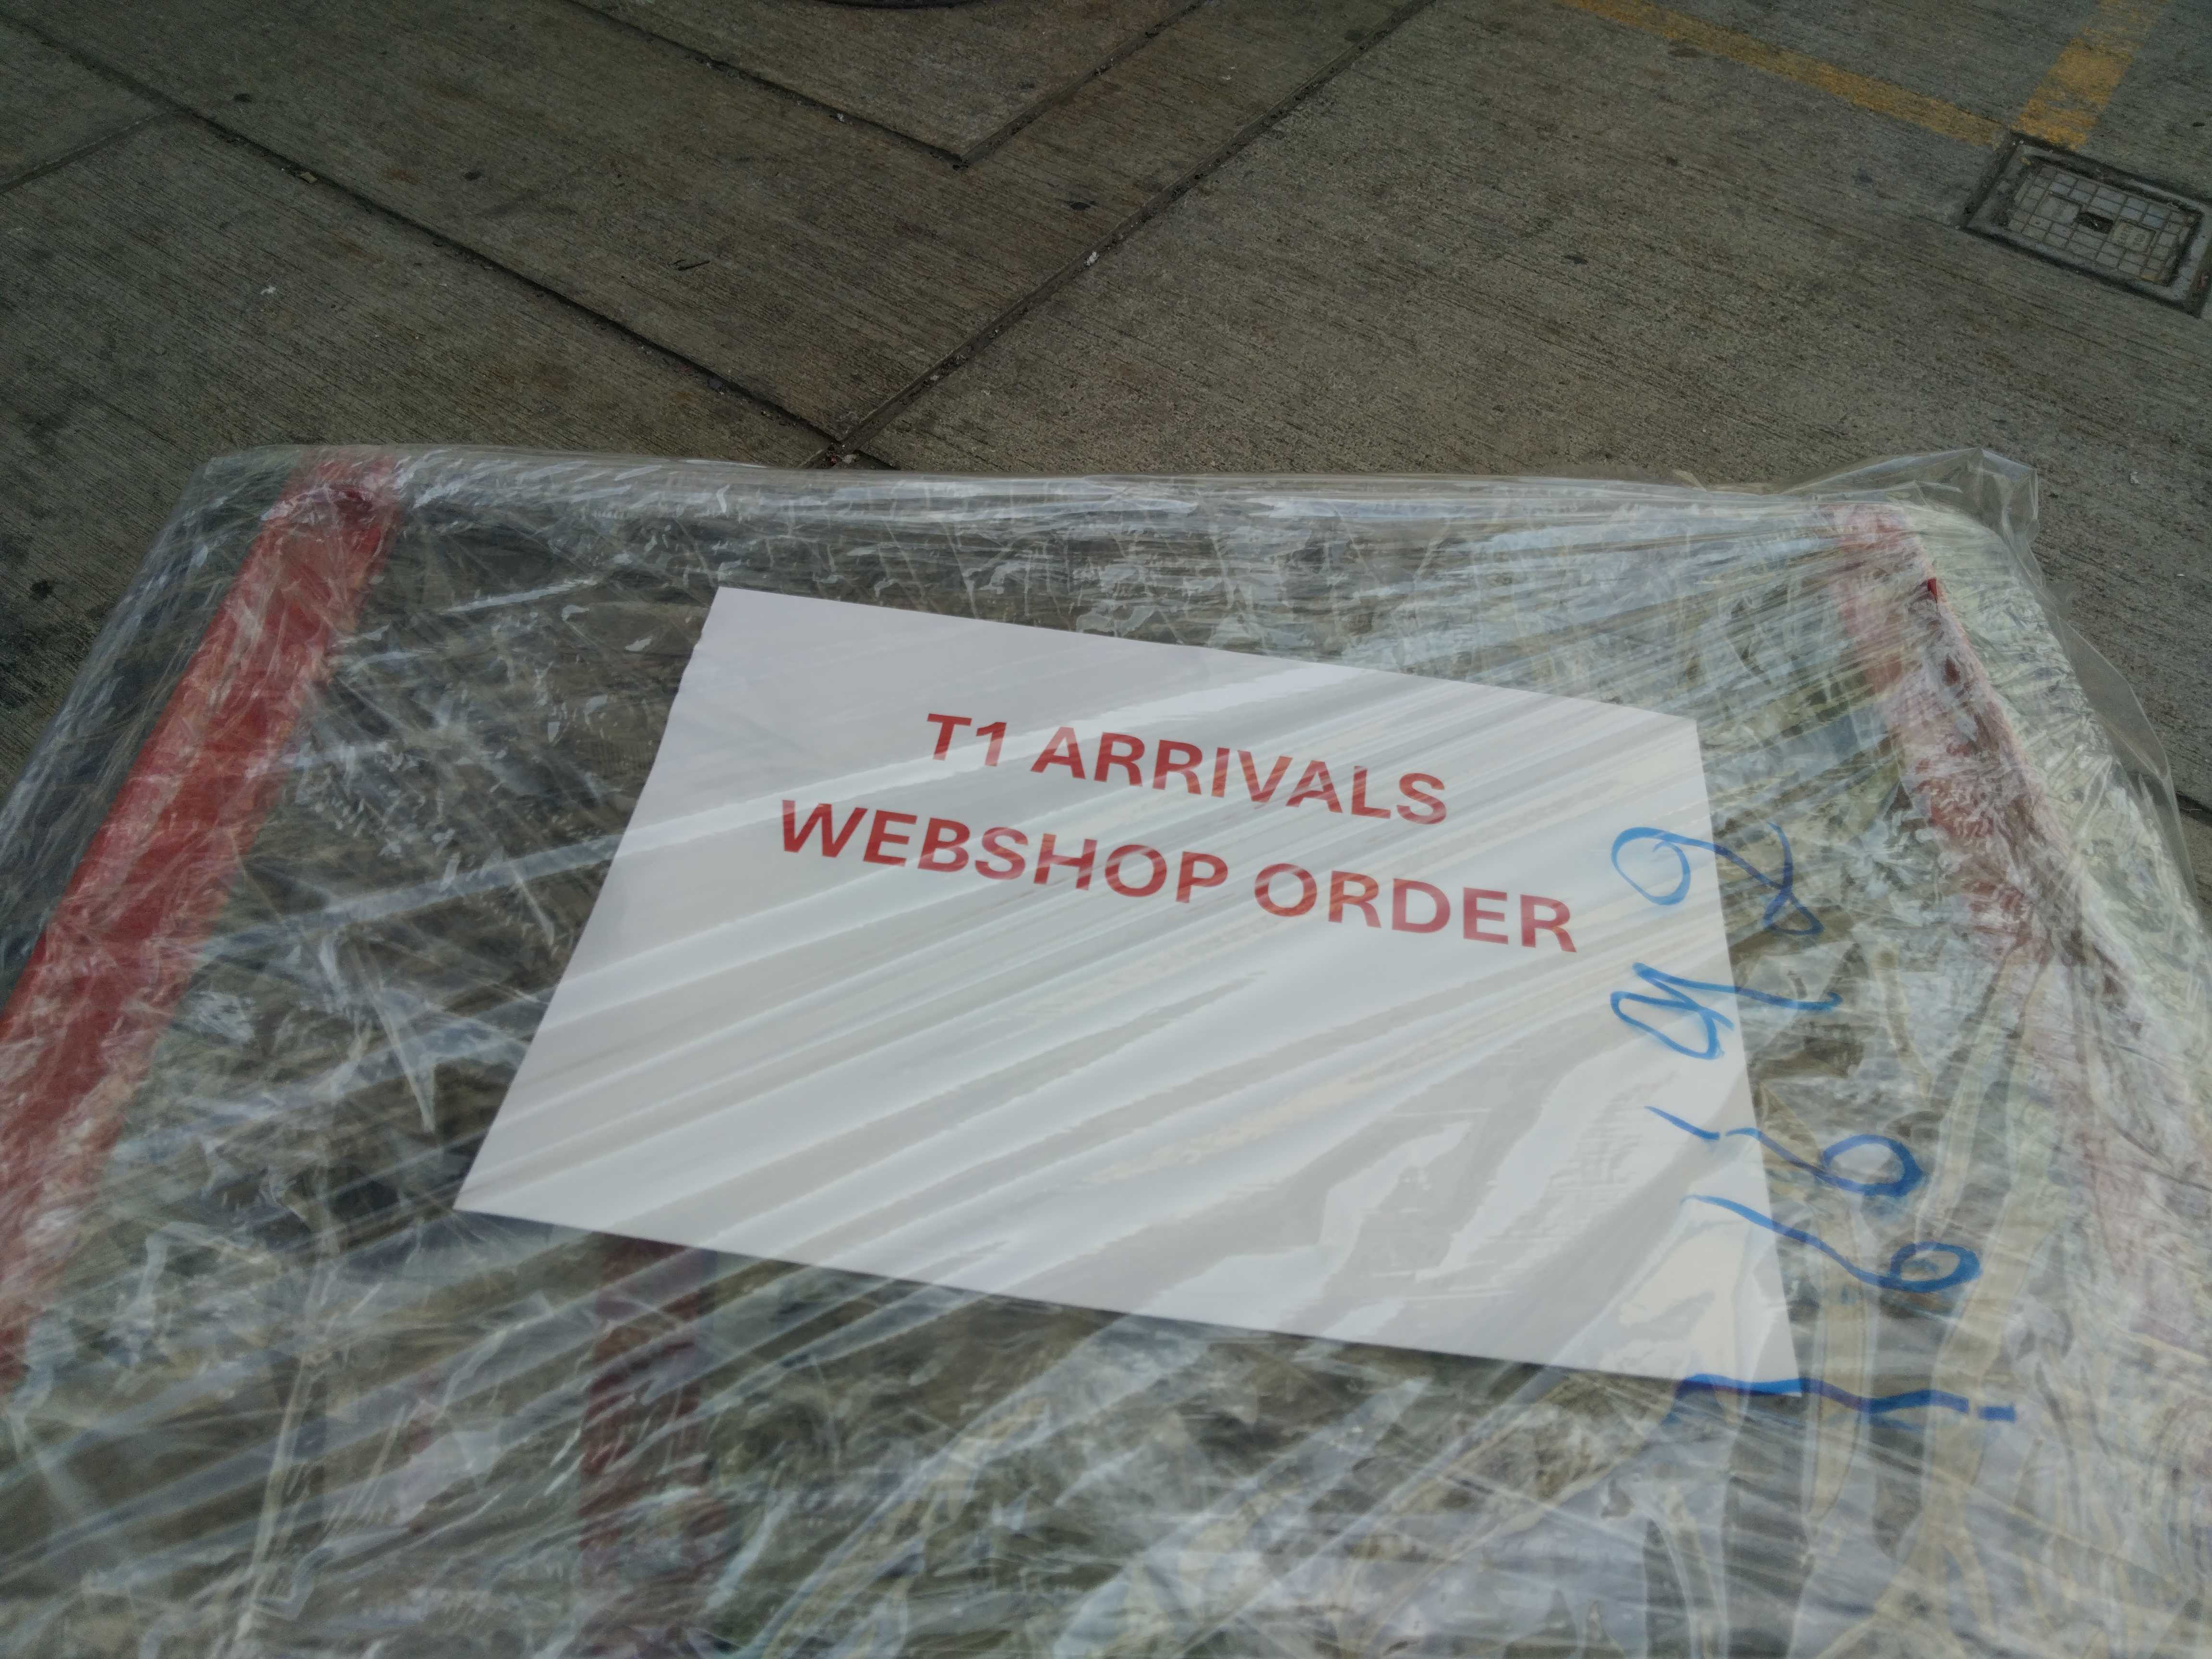 T1 ARRIVALS
WEBSHOP ORDER